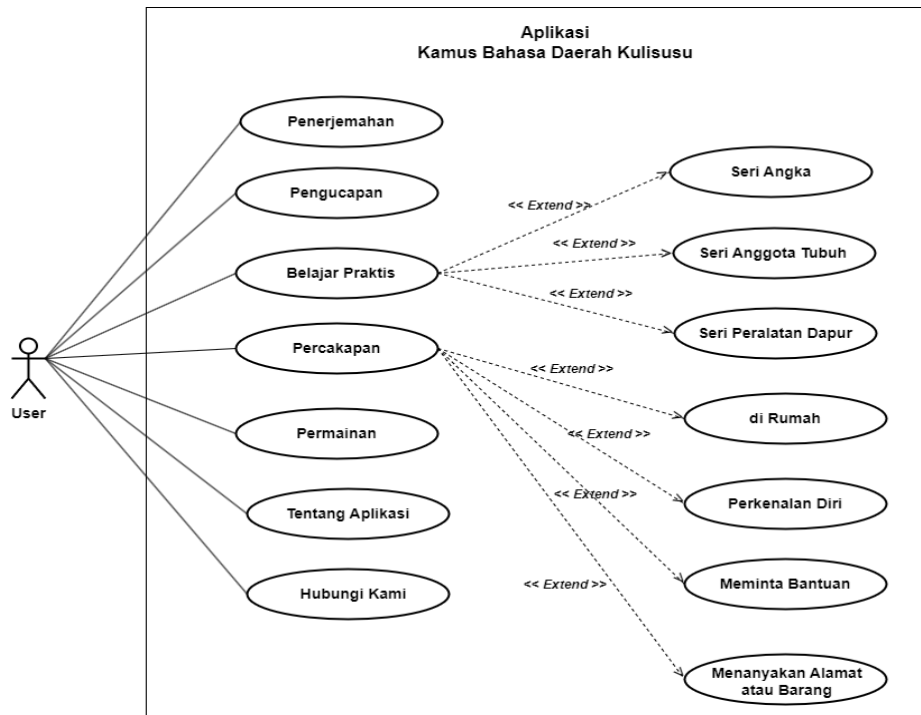 Aplikasi
Kamus Bahasa Daerah Kulisusu
Penerjemahan
Pengucapan
Belajar Praktis
Percakapan
Permainan
Tentang Aplikasi
Hubungi Kami
User
<< Extend >>
<< Extend >>
<< Extend >>
<< Extend >>
<< Extend >>
<< Extend >>
<< Extend >>
Seri Angka
Seri Anggota Tubuh
Seri Peralatan Dapur
di Rumah
Perkenalan Diri
Meminta Bantuan
Menanyakan Alamat
atau Barang